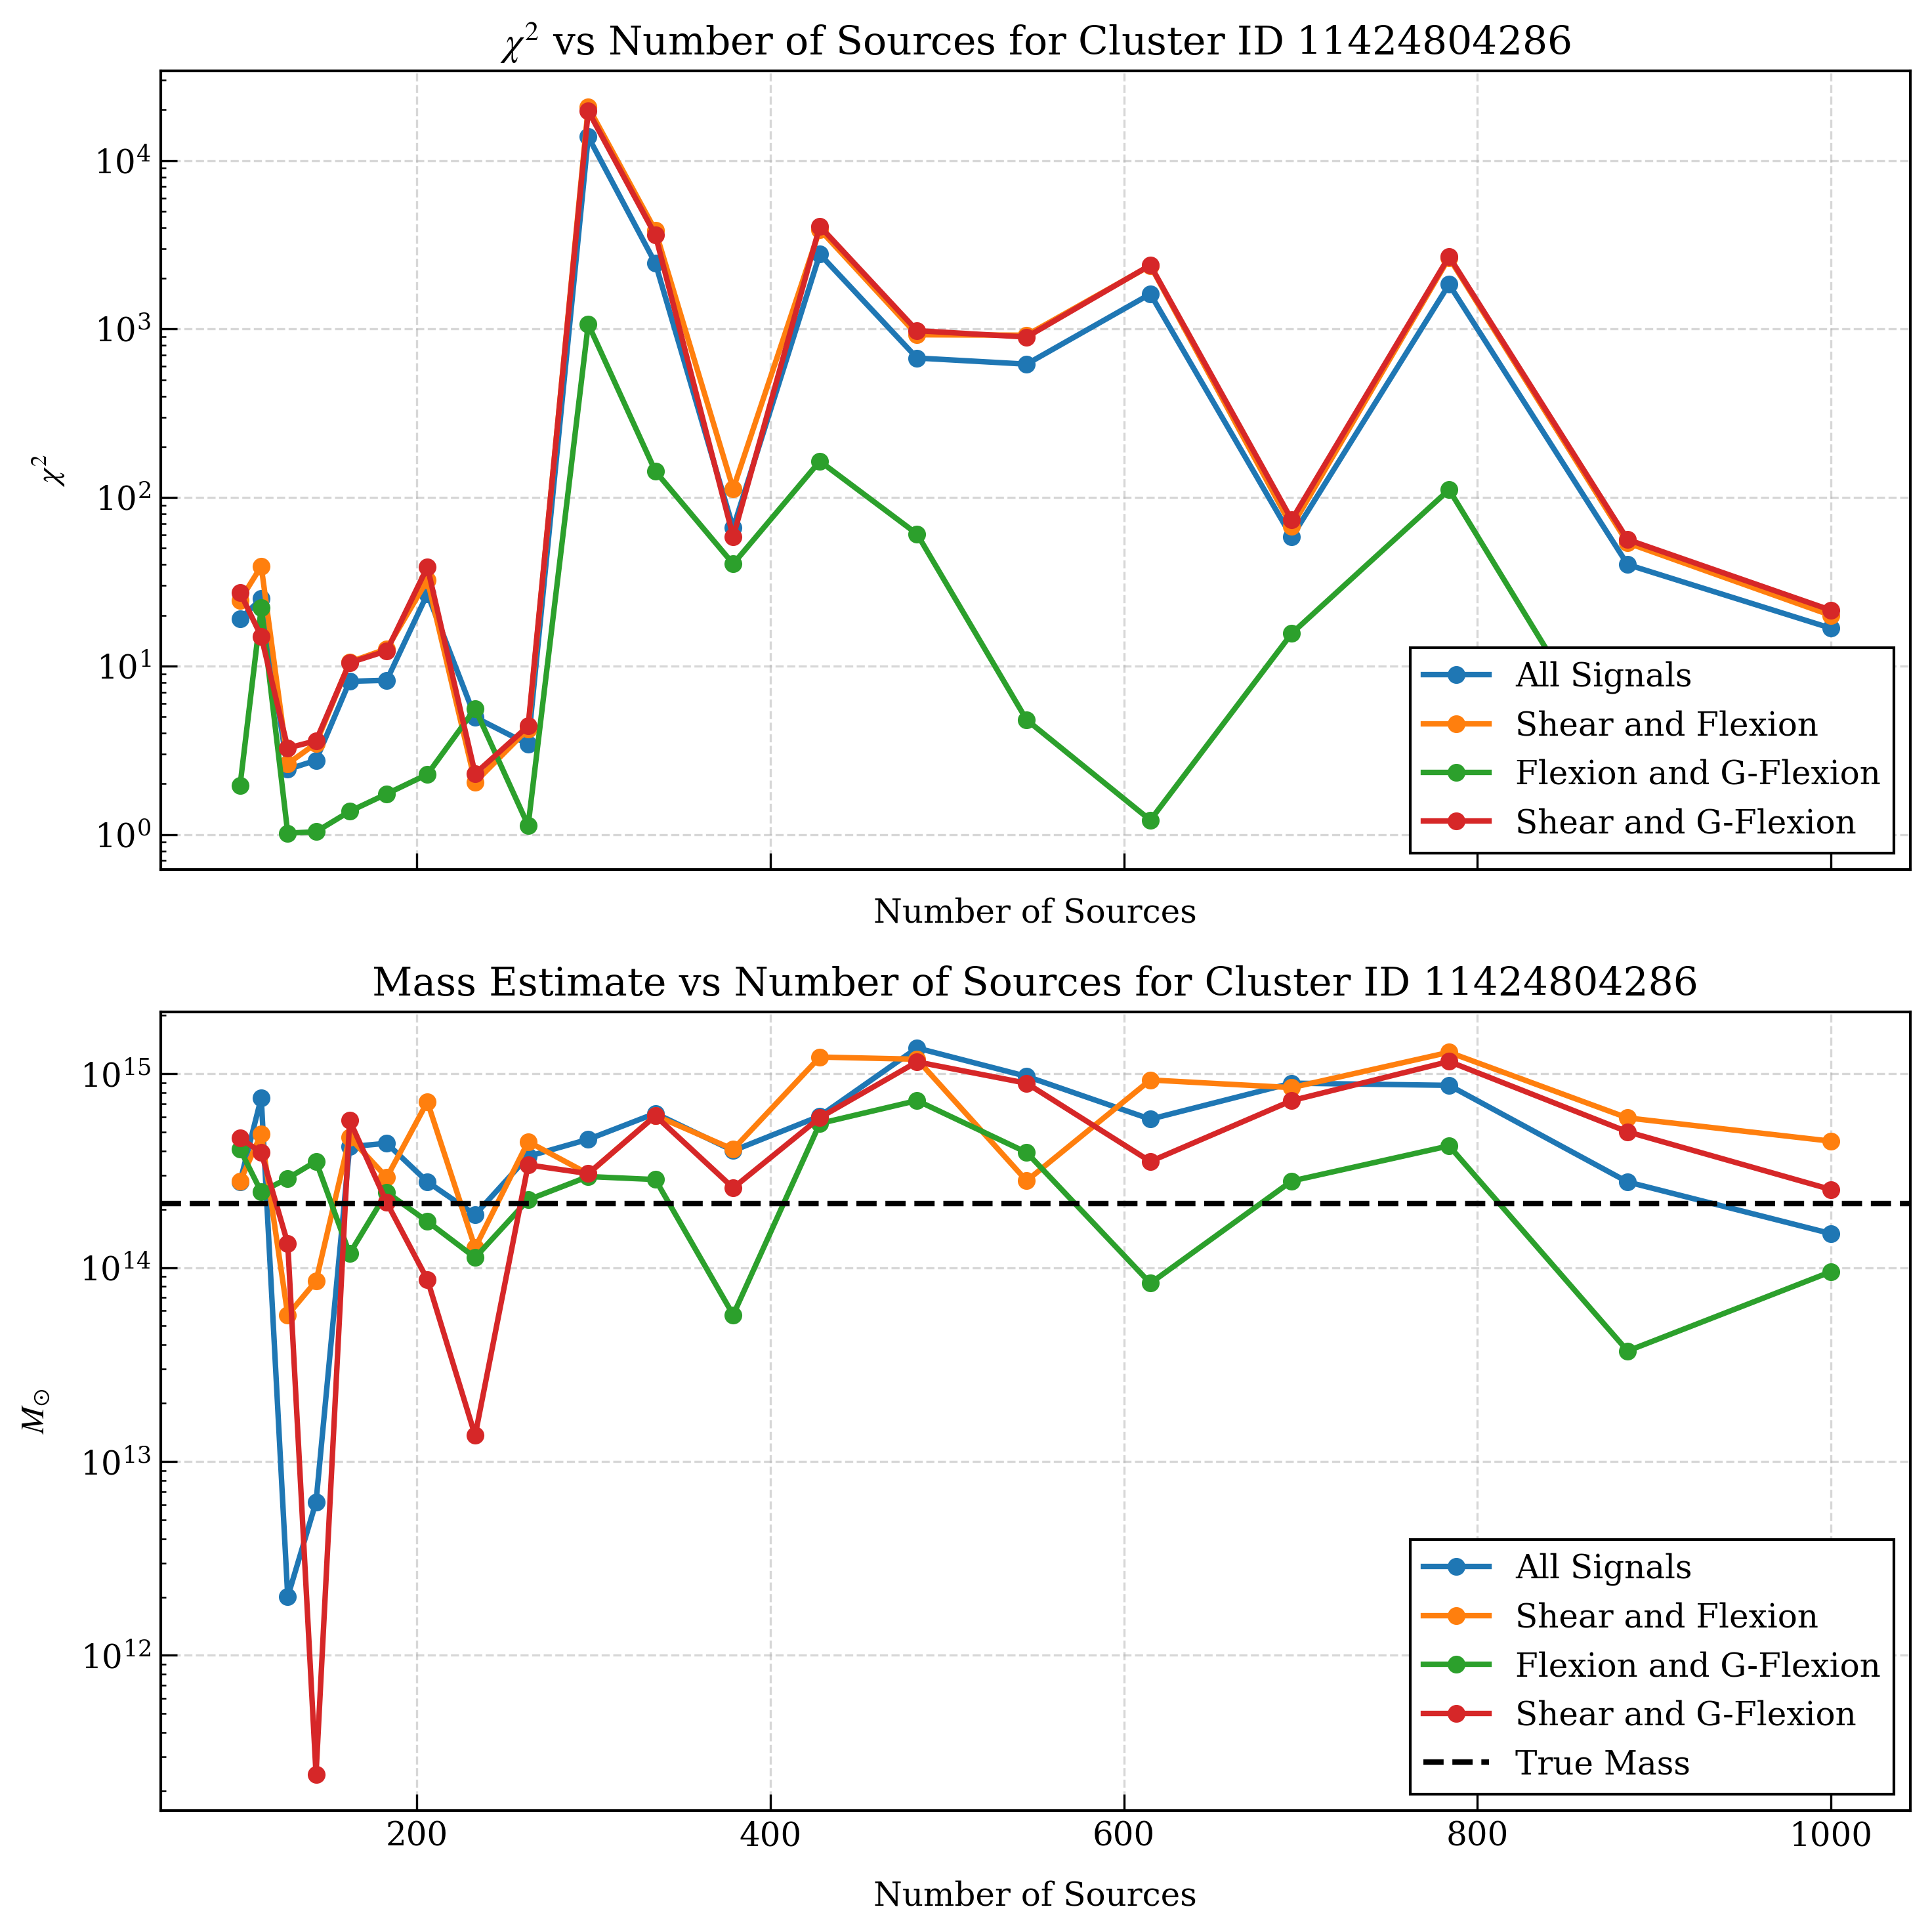 χ² vs Number of Sources for Cluster ID 11424804286
10⁴
10³
10²
10¹
10⁰
χ²
All Signals
Shear and Flexion
Flexion and G-Flexion
Shear and G-Flexion
Number of Sources
Mass Estimate vs Number of Sources for Cluster ID 11424804286
10¹⁵
10¹⁴
10¹³
10¹²
M⊙
All Signals
Shear and Flexion
Flexion and G-Flexion
Shear and G-Flexion
True Mass
200 400 600 800 1000
Number of Sources